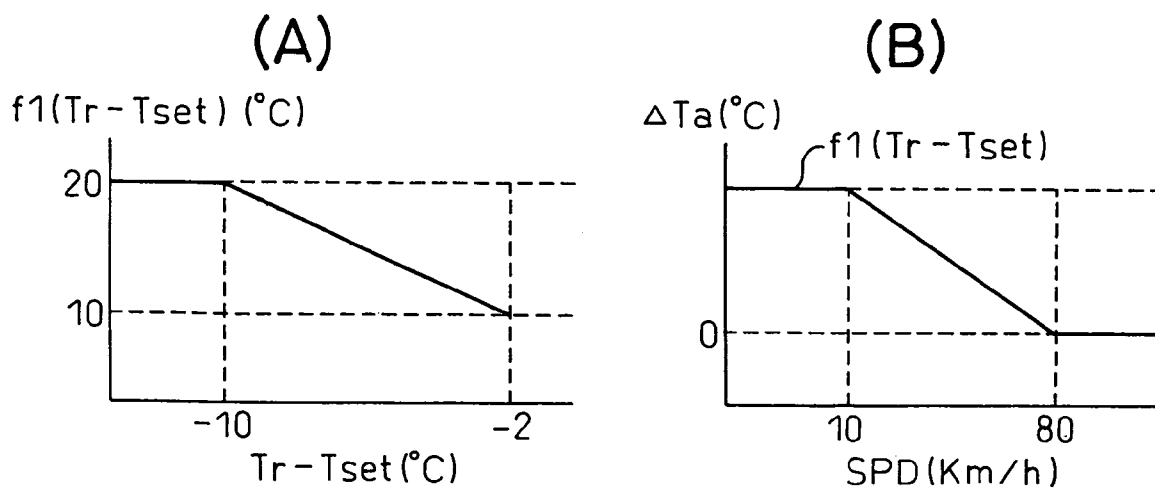 (A)
f1(Tr-Tset) (°C)
20
10
-10
-2
Tr-Tset(°C)
(B)
ΔTa(°C)
f1(Tr-Tset)
0
10
80
SPD(Km/h)